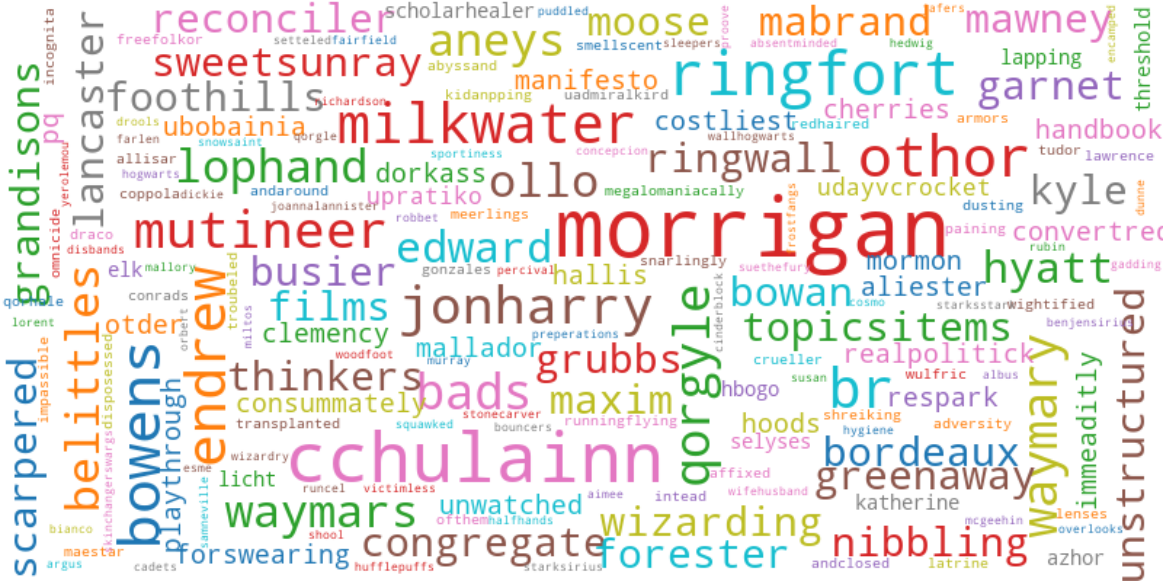 reconciler
scholarhealer
puddled
moose
mabrand
afers
mawney
incognita
lancaster
freefolkor
setteledfairfield
aneys
smellscent
sleepers
proove
absentminded
hedwig
encamped
threshold
sweetsunray
abyssand
manifesto
ringfort
lapping
garnet
grandisons
pq
foothills
richardson
kidanpping
uadmiralkird
cherries
armors
drools
ubobainia
qorgle
milkwater
costliest
redhaired
handbook
farlen
snowsaint
wallhogwarts
allisar
sportiness
concepcion
ringwall
othor
tudor
lawrence
hogwarts
lophand
dorkass
ollo
yerolemou
coppola
dickie
andaround
upratiko
megalomaniacally
udayvcrocket
kyle
dunne
joannalannister
robbet
meerlings
rostfangs
dusting
omnicide
draco
disbands
mutineer
edward
morrigan
paining
convertred
rubin
elk
mallory
troubeled
busier
gonzales
percival
hallis
snarlingly
suethefury
mormon
hyatt
gadding
qorhole
conrads
films
jonharry
cinderblock
bowan
cosmo
aliester
starksstark
wightified
lorent
belittles
otder
orbert
endrew
miltos
clemency
preperations
qorgyle
topicsitems
benjensirius
unstructured
impassible
disposessed
woodfoot
mallador
murray
grubbs
crueller
realpolitick
scarpered
bowens
playthrough
thinkers
bads
susan
wulfric
albus
waymary
immeaditly
consummately
stonecarver
maxim
hbogo
br
respark
transplanted
squawked
bouncers
runningflying
hoods
shreiking
adversity
skinchangerswargs
selyses
hygiene
esme
wizardry
cchulainn
affixed
bordeaux
samneville
licht
runcel
victimless
aimee
intead
wifehusband
greenaway
katherine
waymars
unwatched
lenses
bianco
shool
ofthem
halfhands
wizarding
mcgeehin
overlooks
maestar
forswearing
congregate
forester
nibbling
azhor
argus
cadets
hufflepuffs
starksirius
andclosed
latrine